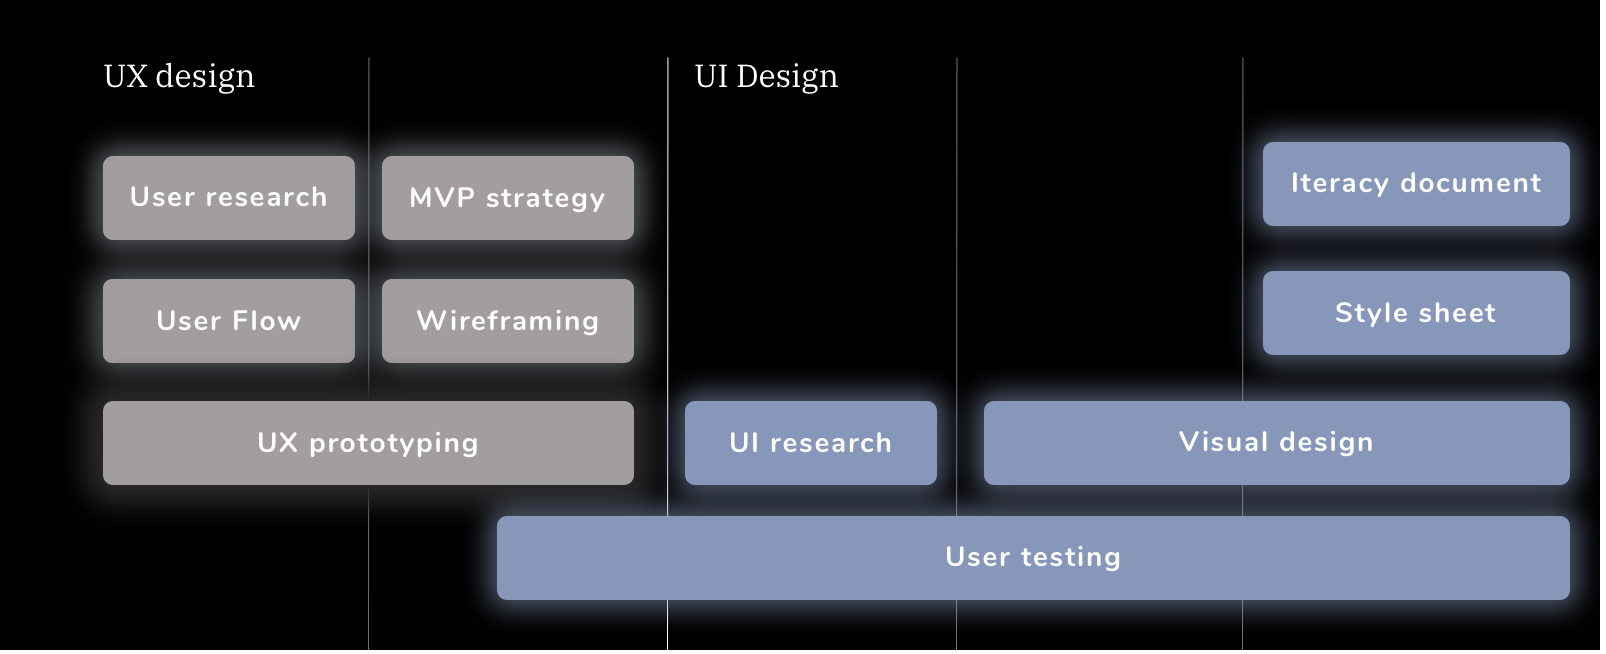 UX design
UI Design
User research
MVP strategy
Iteracy document
User Flow
Wireframing
Style sheet
UX prototyping
UI research
Visual design
User testing